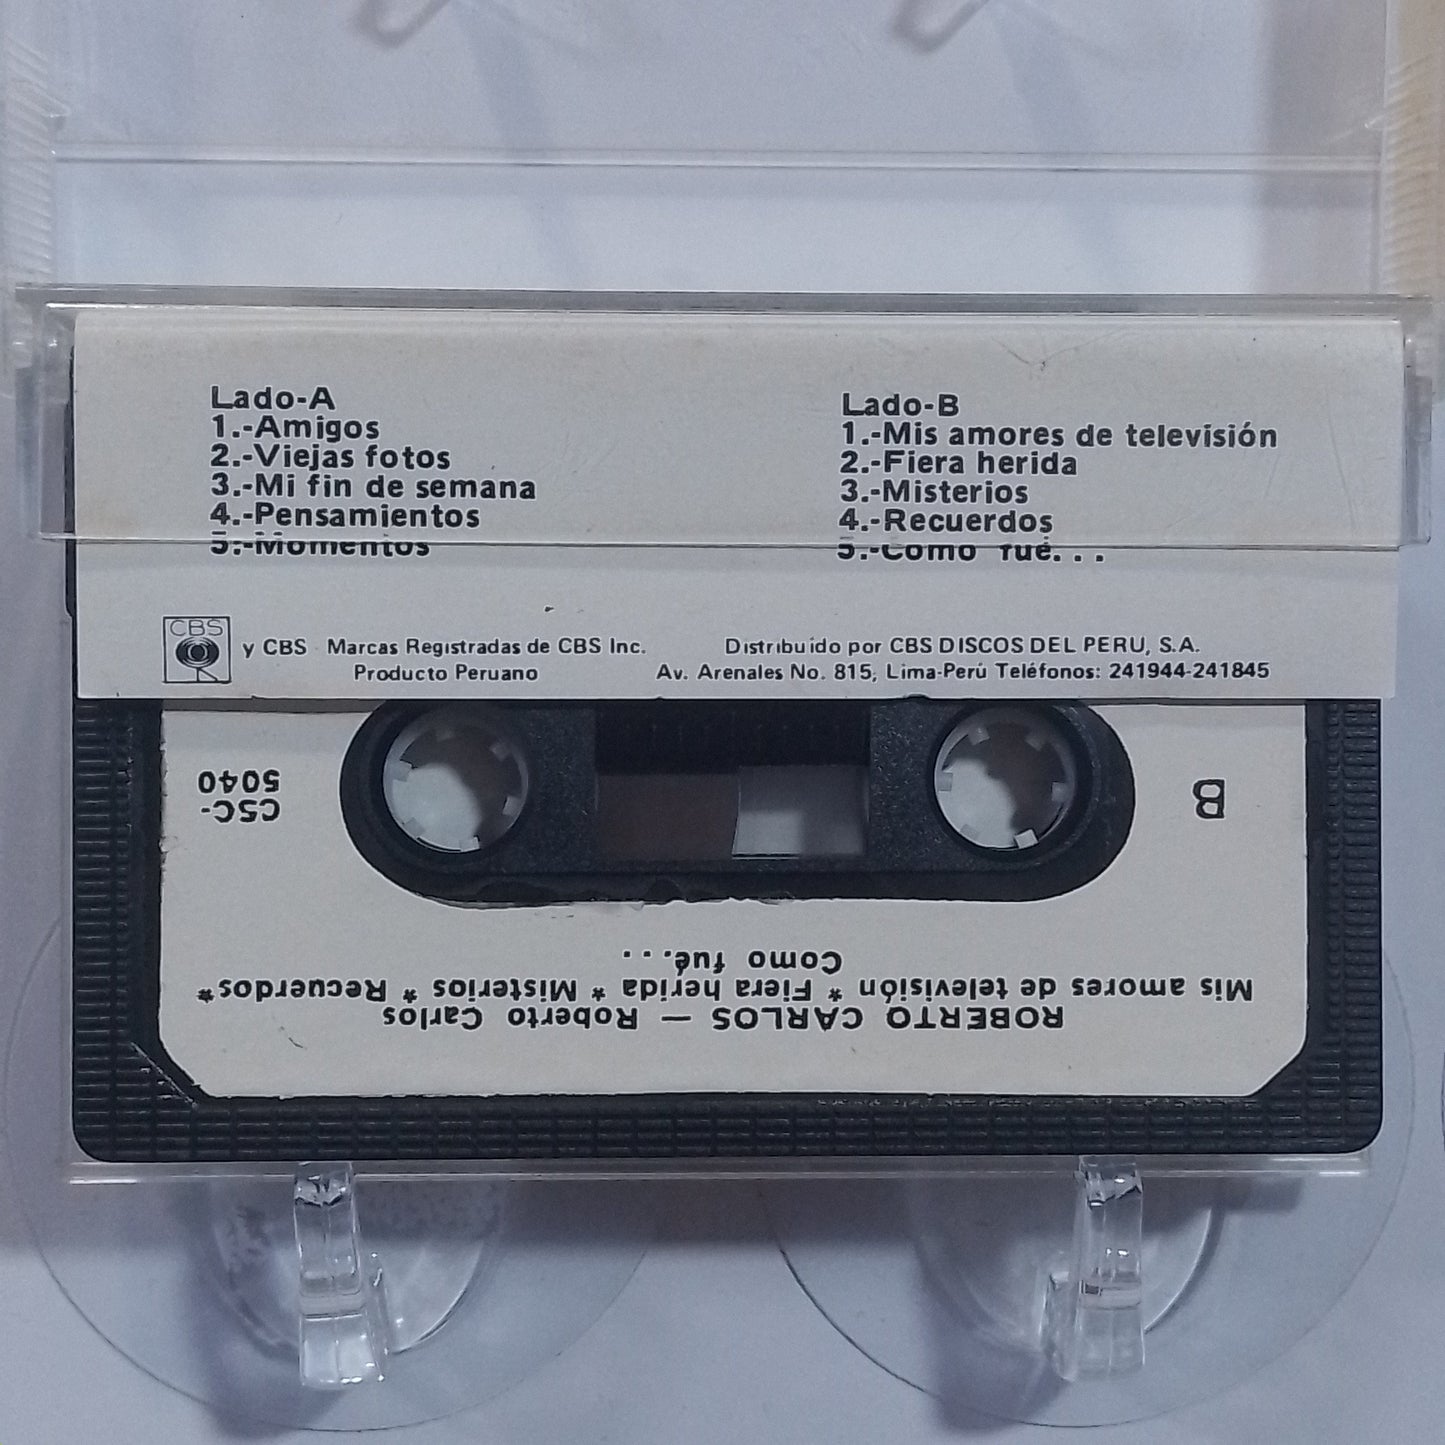 Lado-A
1.-Amigos
2.-Viejas fotos
3.-Mi fin de semana
4.-Pensamientos
5.-Momentos
Lado-B
1.-Mis amores de televisión
2.-Fiera herida
3.-Misterios
4.-Recuerdos
5.-Como fué...
CBS
y CBS Marcas Registradas de CBS Inc.
Producto Peruano
Distribuido por CBS DISCOS DEL PERU, S.A.
Av. Arenales No. 815, Lima-Perú Teléfonos: 241944-241845
ROBERTO CARLOS — Roberto Carlos
Mis amores de televisión * Fiera herida * Misterios * Recuerdos*
Como fué...
B
CSC-
5040